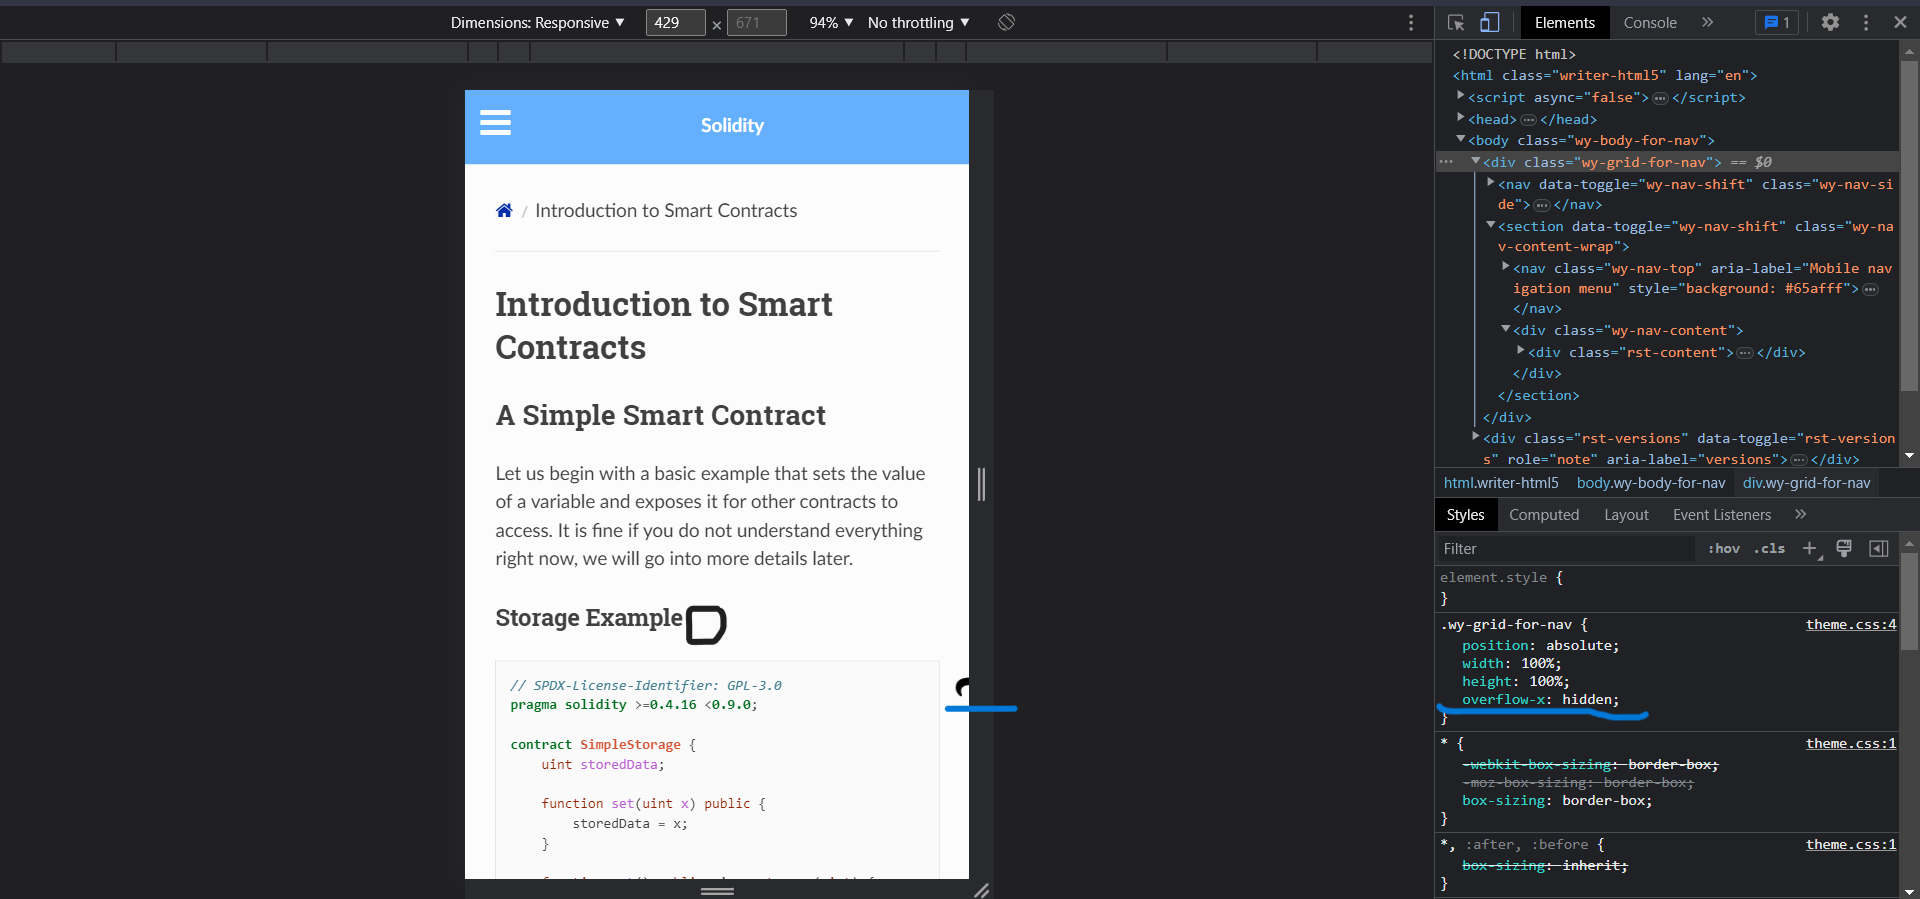 Dimensions: Responsive ▼ 429 × 671 94% ▼ No throttling ▼
Elements Console » 1
Solidity
/ Introduction to Smart Contracts
Introduction to Smart
Contracts
A Simple Smart Contract
Let us begin with a basic example that sets the value
of a variable and exposes it for other contracts to
access. It is fine if you do not understand everything
right now, we will go into more details later.
Storage Example
// SPDX-License-Identifier: GPL-3.0
pragma solidity >=0.4.16 <0.9.0;
contract SimpleStorage {
uint storedData;
function set(uint x) public {
storedData = x;
}
<!DOCTYPE html>
<html class="writer-html5" lang="en">
<script async="false">…</script>
<head>…</head>
<body class="wy-body-for-nav">
<div class="wy-grid-for-nav"> == $0
<nav data-toggle="wy-nav-shift" class="wy-nav-si
de">…</nav>
<section data-toggle="wy-nav-shift" class="wy-na
v-content-wrap">
<nav class="wy-nav-top" aria-label="Mobile nav
igation menu" style="background: #65afff">…
</nav>
<div class="wy-nav-content">
<div class="rst-content">…</div>
</div>
</section>
</div>
<div class="rst-versions" data-toggle="rst-version
s" role="note" aria-label="versions">…</div>
html.writer-html5 body.wy-body-for-nav div.wy-grid-for-nav
Styles Computed Layout Event Listeners »
Filter :hov .cls +
element.style {
}
.wy-grid-for-nav { theme.css:4
position: absolute;
width: 100%;
height: 100%;
overflow-x: hidden;
}
* { theme.css:1
-webkit-box-sizing: border-box;
-moz-box-sizing: border-box;
box-sizing: border-box;
}
*, :after, :before { theme.css:1
box-sizing: inherit;
}